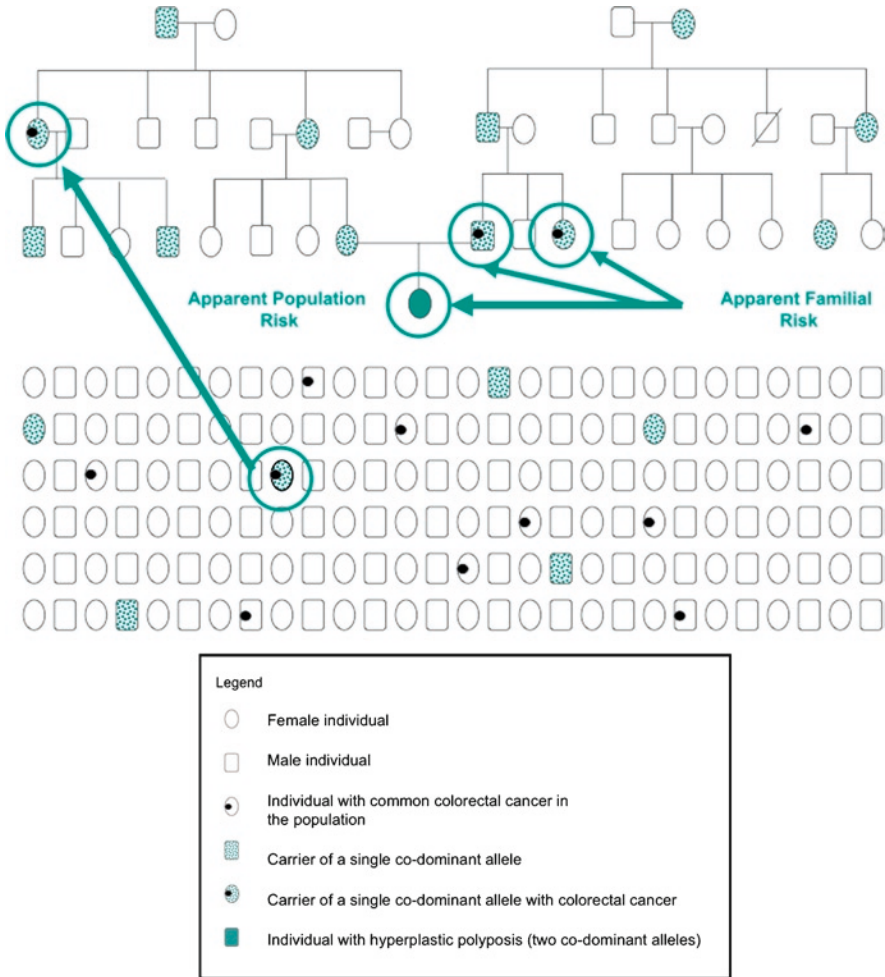 Apparent Population
Risk
Apparent Familial
Risk
Legend
Female individual
Male individual
Individual with common colorectal cancer in
the population
Carrier of a single co-dominant allele
Carrier of a single co-dominant allele with colorectal cancer
Individual with hyperplastic polyposis (two co-dominant alleles)